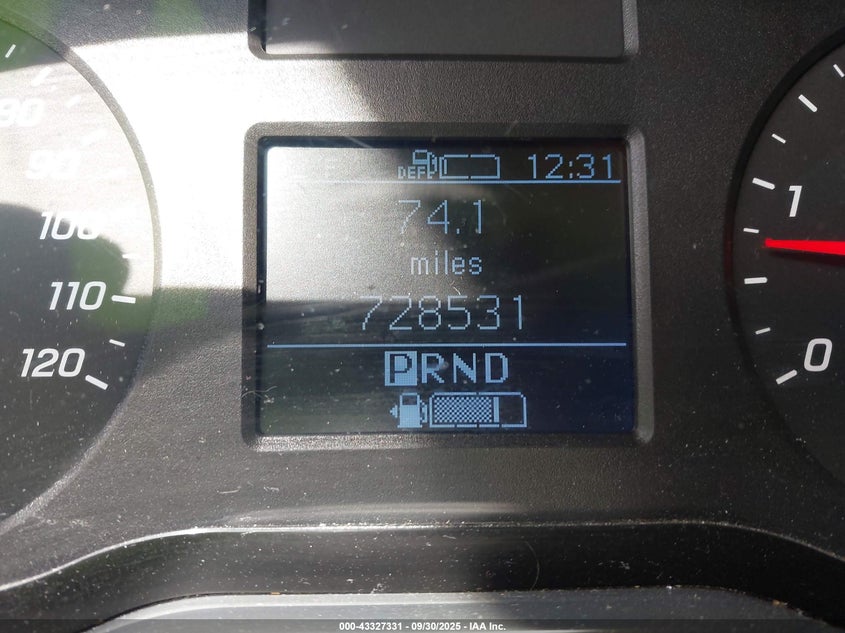 DEF 12:31
74.1
miles
728531
PRND
90
100
110
120
1
0
000-43327331 — 09/30/2025 — IAA Inc.